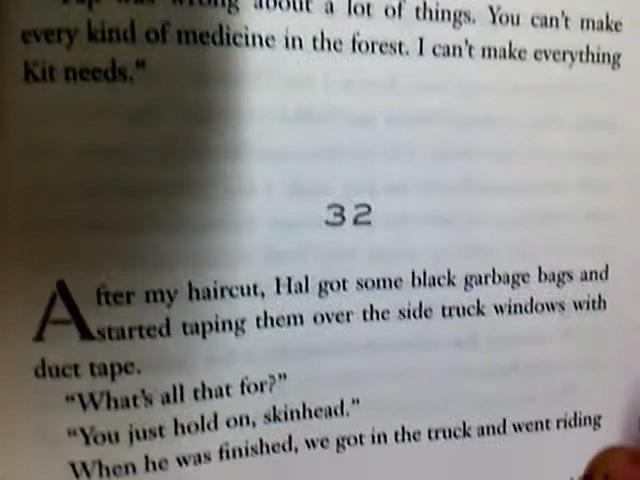 was wrong about a lot of things. You can't make
every kind of medicine in the forest. I can't make everything
Kit needs."
32
After my haircut, Hal got some black garbage bags and
started taping them over the side truck windows with
duct tape.
"What's all that for?"
"You just hold on, skinhead."
When he was finished, we got in the truck and went riding